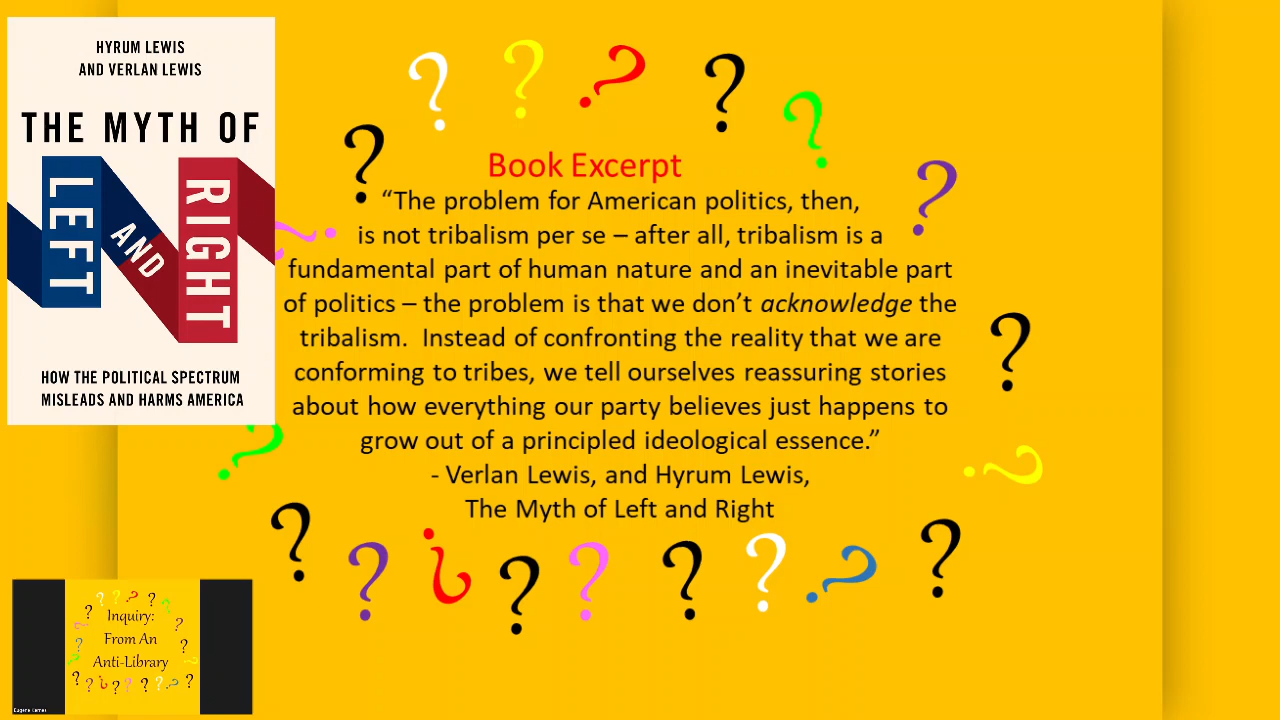 HYRUM LEWIS
AND VERLAN LEWIS
THE MYTH OF
LEFT
AND
RIGHT
HOW THE POLITICAL SPECTRUM
MISLEADS AND HARMS AMERICA
Book Excerpt
“The problem for American politics, then,
is not tribalism per se – after all, tribalism is a
fundamental part of human nature and an inevitable part
of politics – the problem is that we don’t acknowledge the
tribalism.  Instead of confronting the reality that we are
conforming to tribes, we tell ourselves reassuring stories
about how everything our party believes just happens to
grow out of a principled ideological essence.”
- Verlan Lewis, and Hyrum Lewis,
The Myth of Left and Right
Inquiry:
From An
Anti-Library
Eugene Kernes